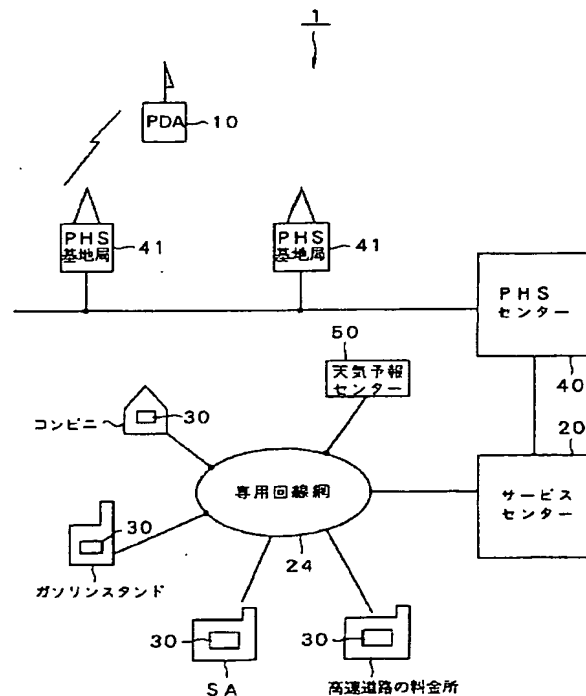 1
PDA
10
PHS
基地局
41
PHS
基地局
41
PHS
センター
40
50
天気予報
センター
コンビニ
30
20
専用回線網
サービス
センター
24
30
ガソリンスタンド
30
SA
30
高速道路の料金所